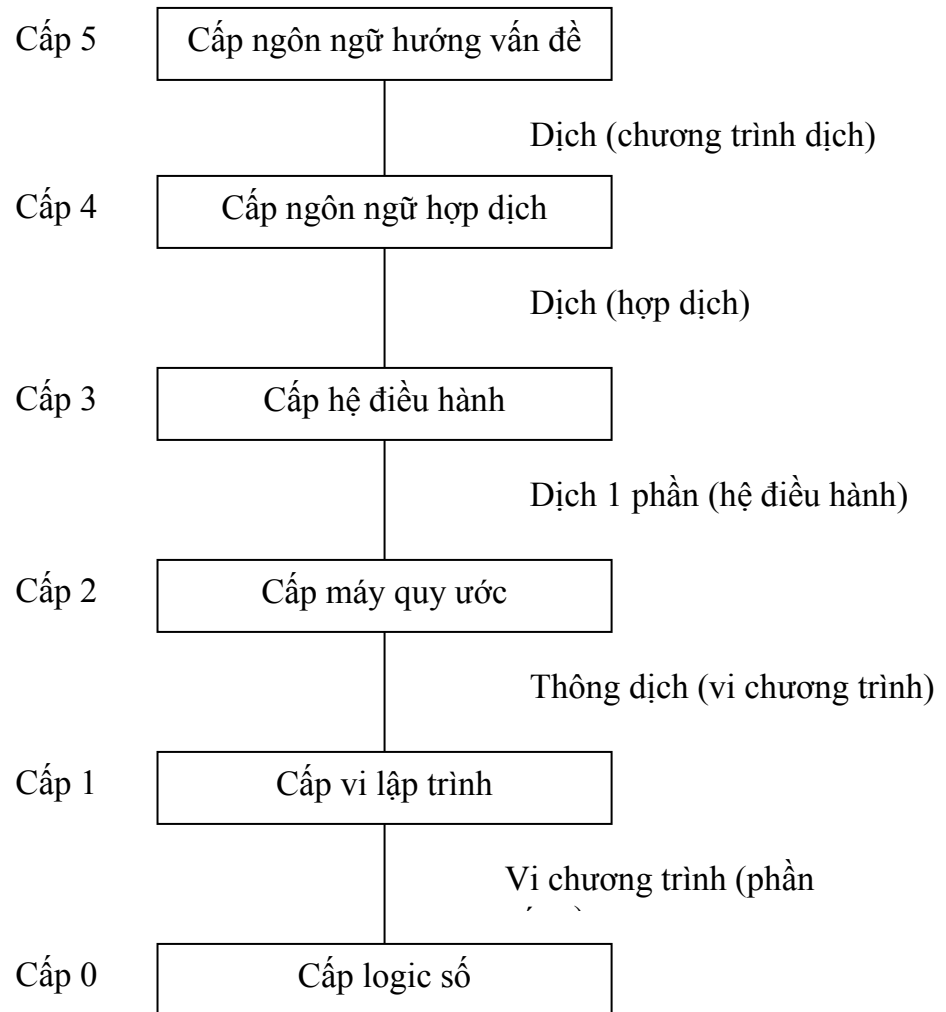 Cấp 5
Cấp ngôn ngữ hướng vấn đề
Dịch (chương trình dịch)
Cấp 4
Cấp ngôn ngữ hợp dịch
Dịch (hợp dịch)
Cấp 3
Cấp hệ điều hành
Dịch 1 phần (hệ điều hành)
Cấp 2
Cấp máy quy ước
Thông dịch (vi chương trình)
Cấp 1
Cấp vi lập trình
Vi chương trình (phần
Cấp 0
Cấp logic số